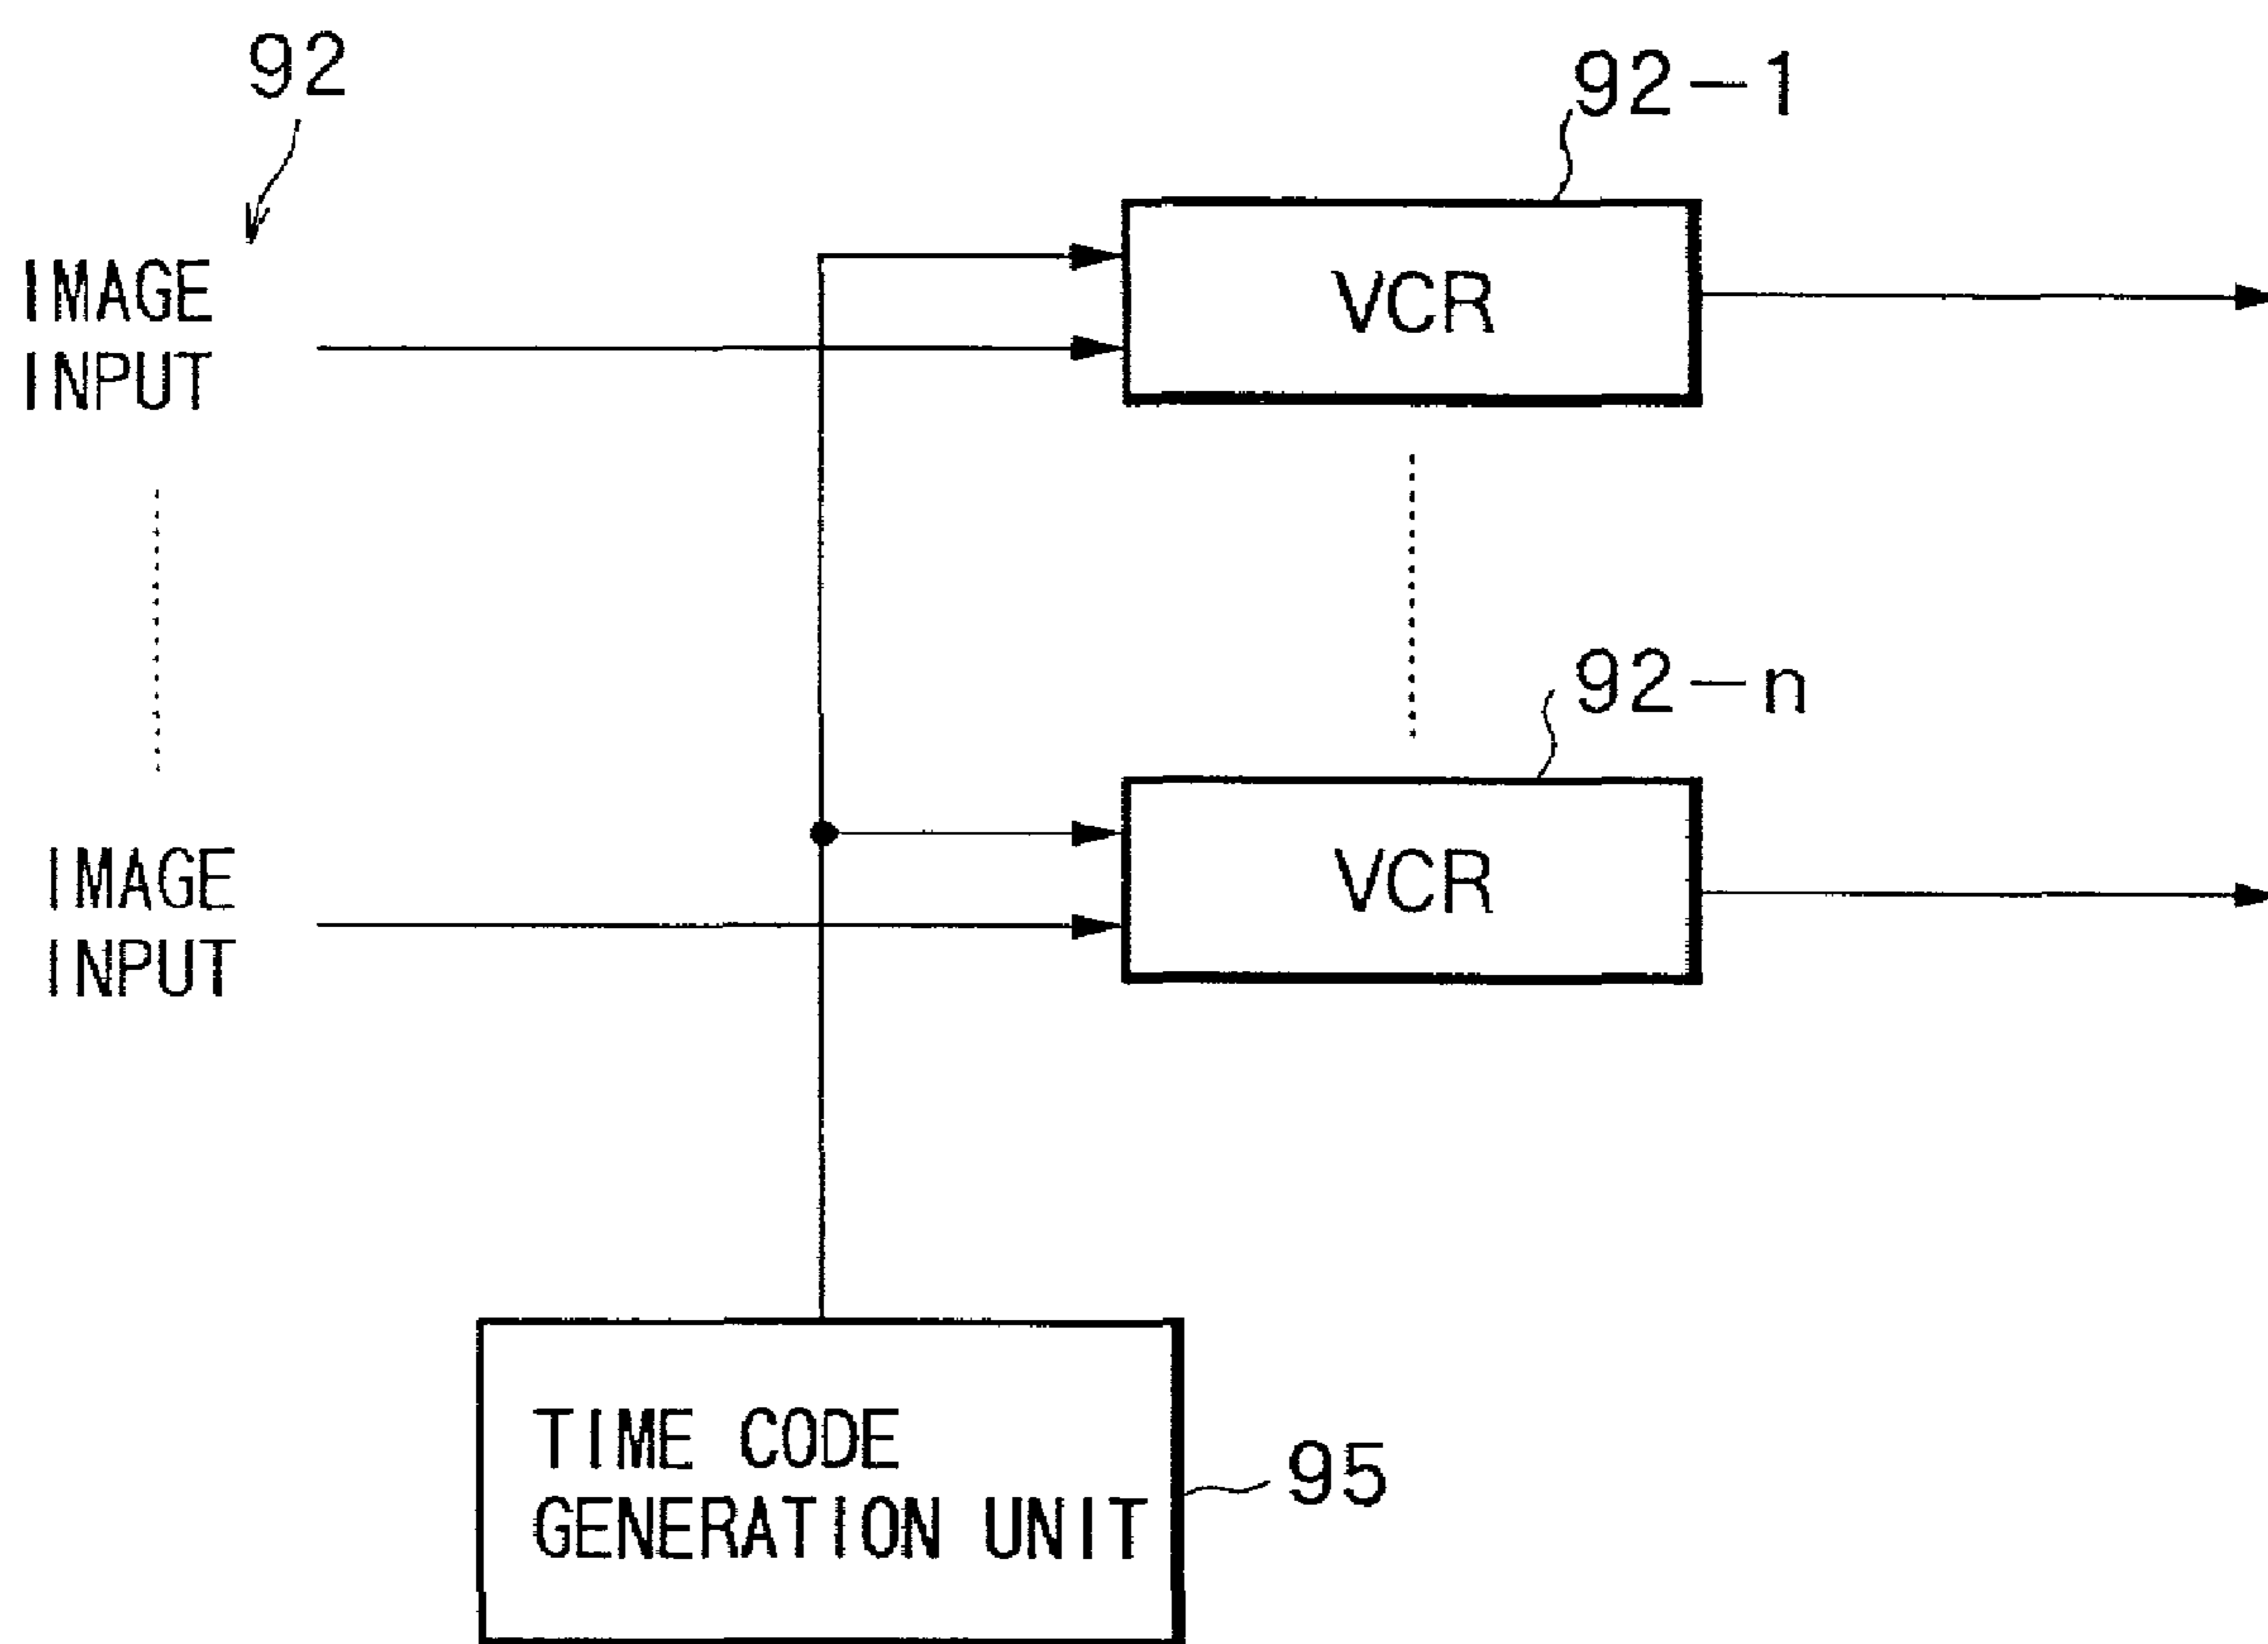 92
92-1
IMAGE
INPUT
VCR
92-n
IMAGE
INPUT
VCR
TIME CODE
GENERATION UNIT
95